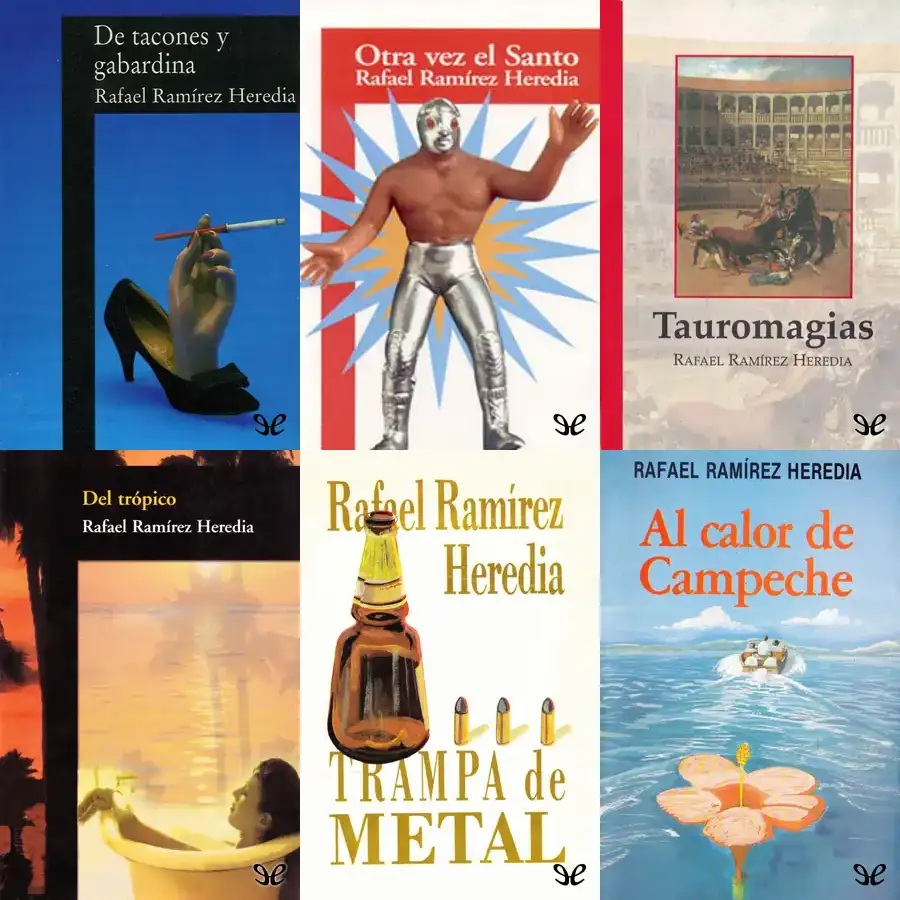 De tacones y
gabardina
Rafael Ramírez Heredia
Otra vez el Santo
Rafael Ramírez Heredia
Tauromagias
RAFAEL RAMÍREZ HEREDIA
Del trópico
Rafael Ramírez Heredia
Rafael Ramírez
Heredia
TRAMPA de
METAL
RAFAEL RAMÍREZ HEREDIA
Al calor de
Campeche